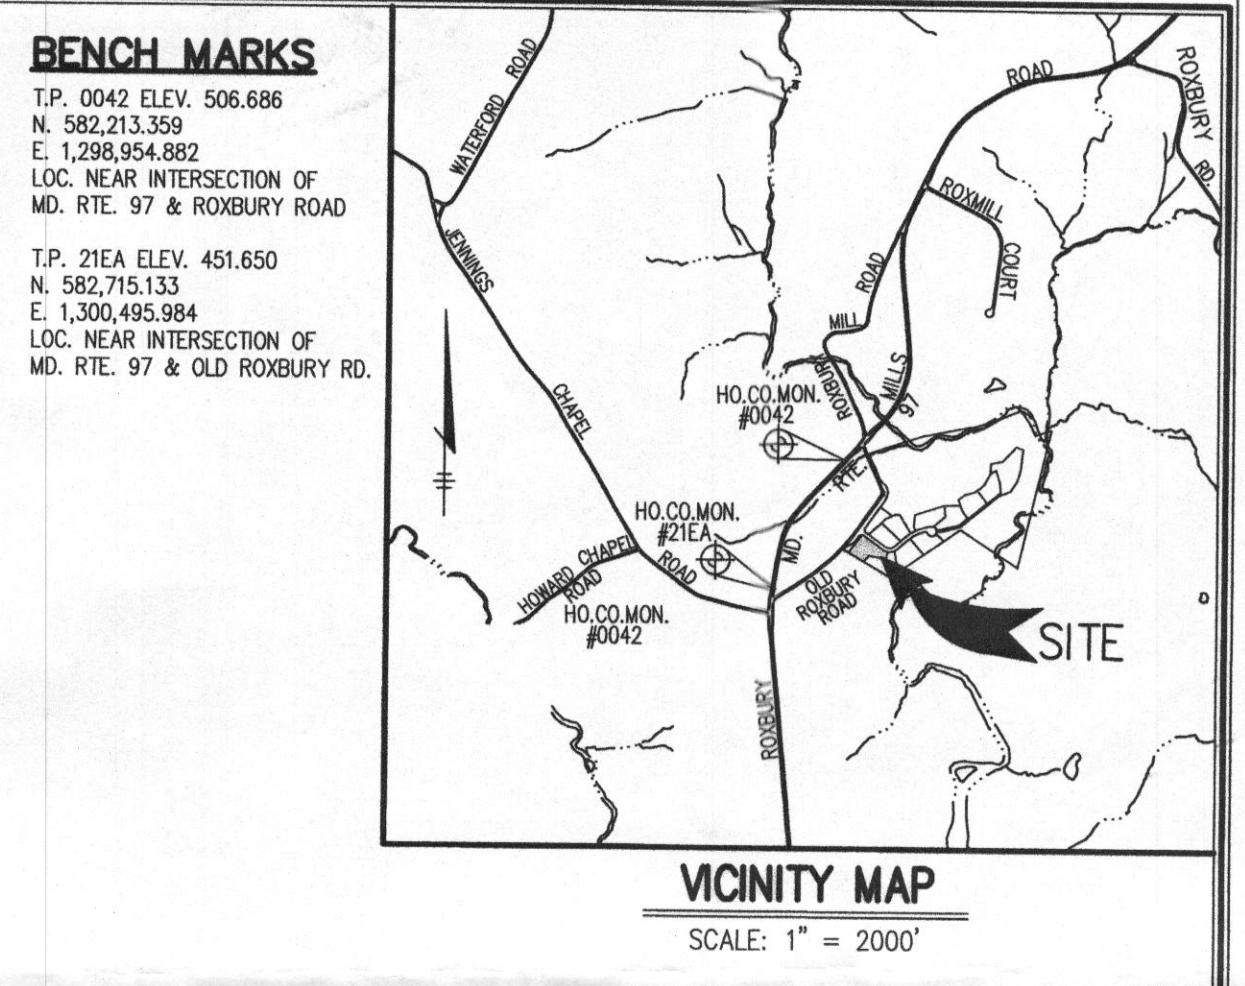 BENCH MARKS
T.P. 0042 ELEV. 506.686
N. 582,213.359
E. 1,298,954.882
LOC. NEAR INTERSECTION OF
MD. RTE. 97 & ROXBURY ROAD
T.P. 21EA ELEV. 451.650
N. 582,715.133
E. 1,300,495.984
LOC. NEAR INTERSECTION OF
MD. RTE. 97 & OLD ROXBURY RD.
WATERFORD ROAD
JENNINGS
CHAPEL
ROAD
HOWARD CHAPEL
ROAD
HO.CO.MON.
#0042
HO.CO.MON.
#21EA
HO.CO.MON.
#0042
ROAD
ROXBURY
RD.
ROXMILL
COURT
ROAD
MILL
ROXBURY
MILLS
97
RTE.
MD.
OLD
ROXBURY
ROAD
ROXBURY
SITE
VICINITY MAP
SCALE: 1" = 2000'